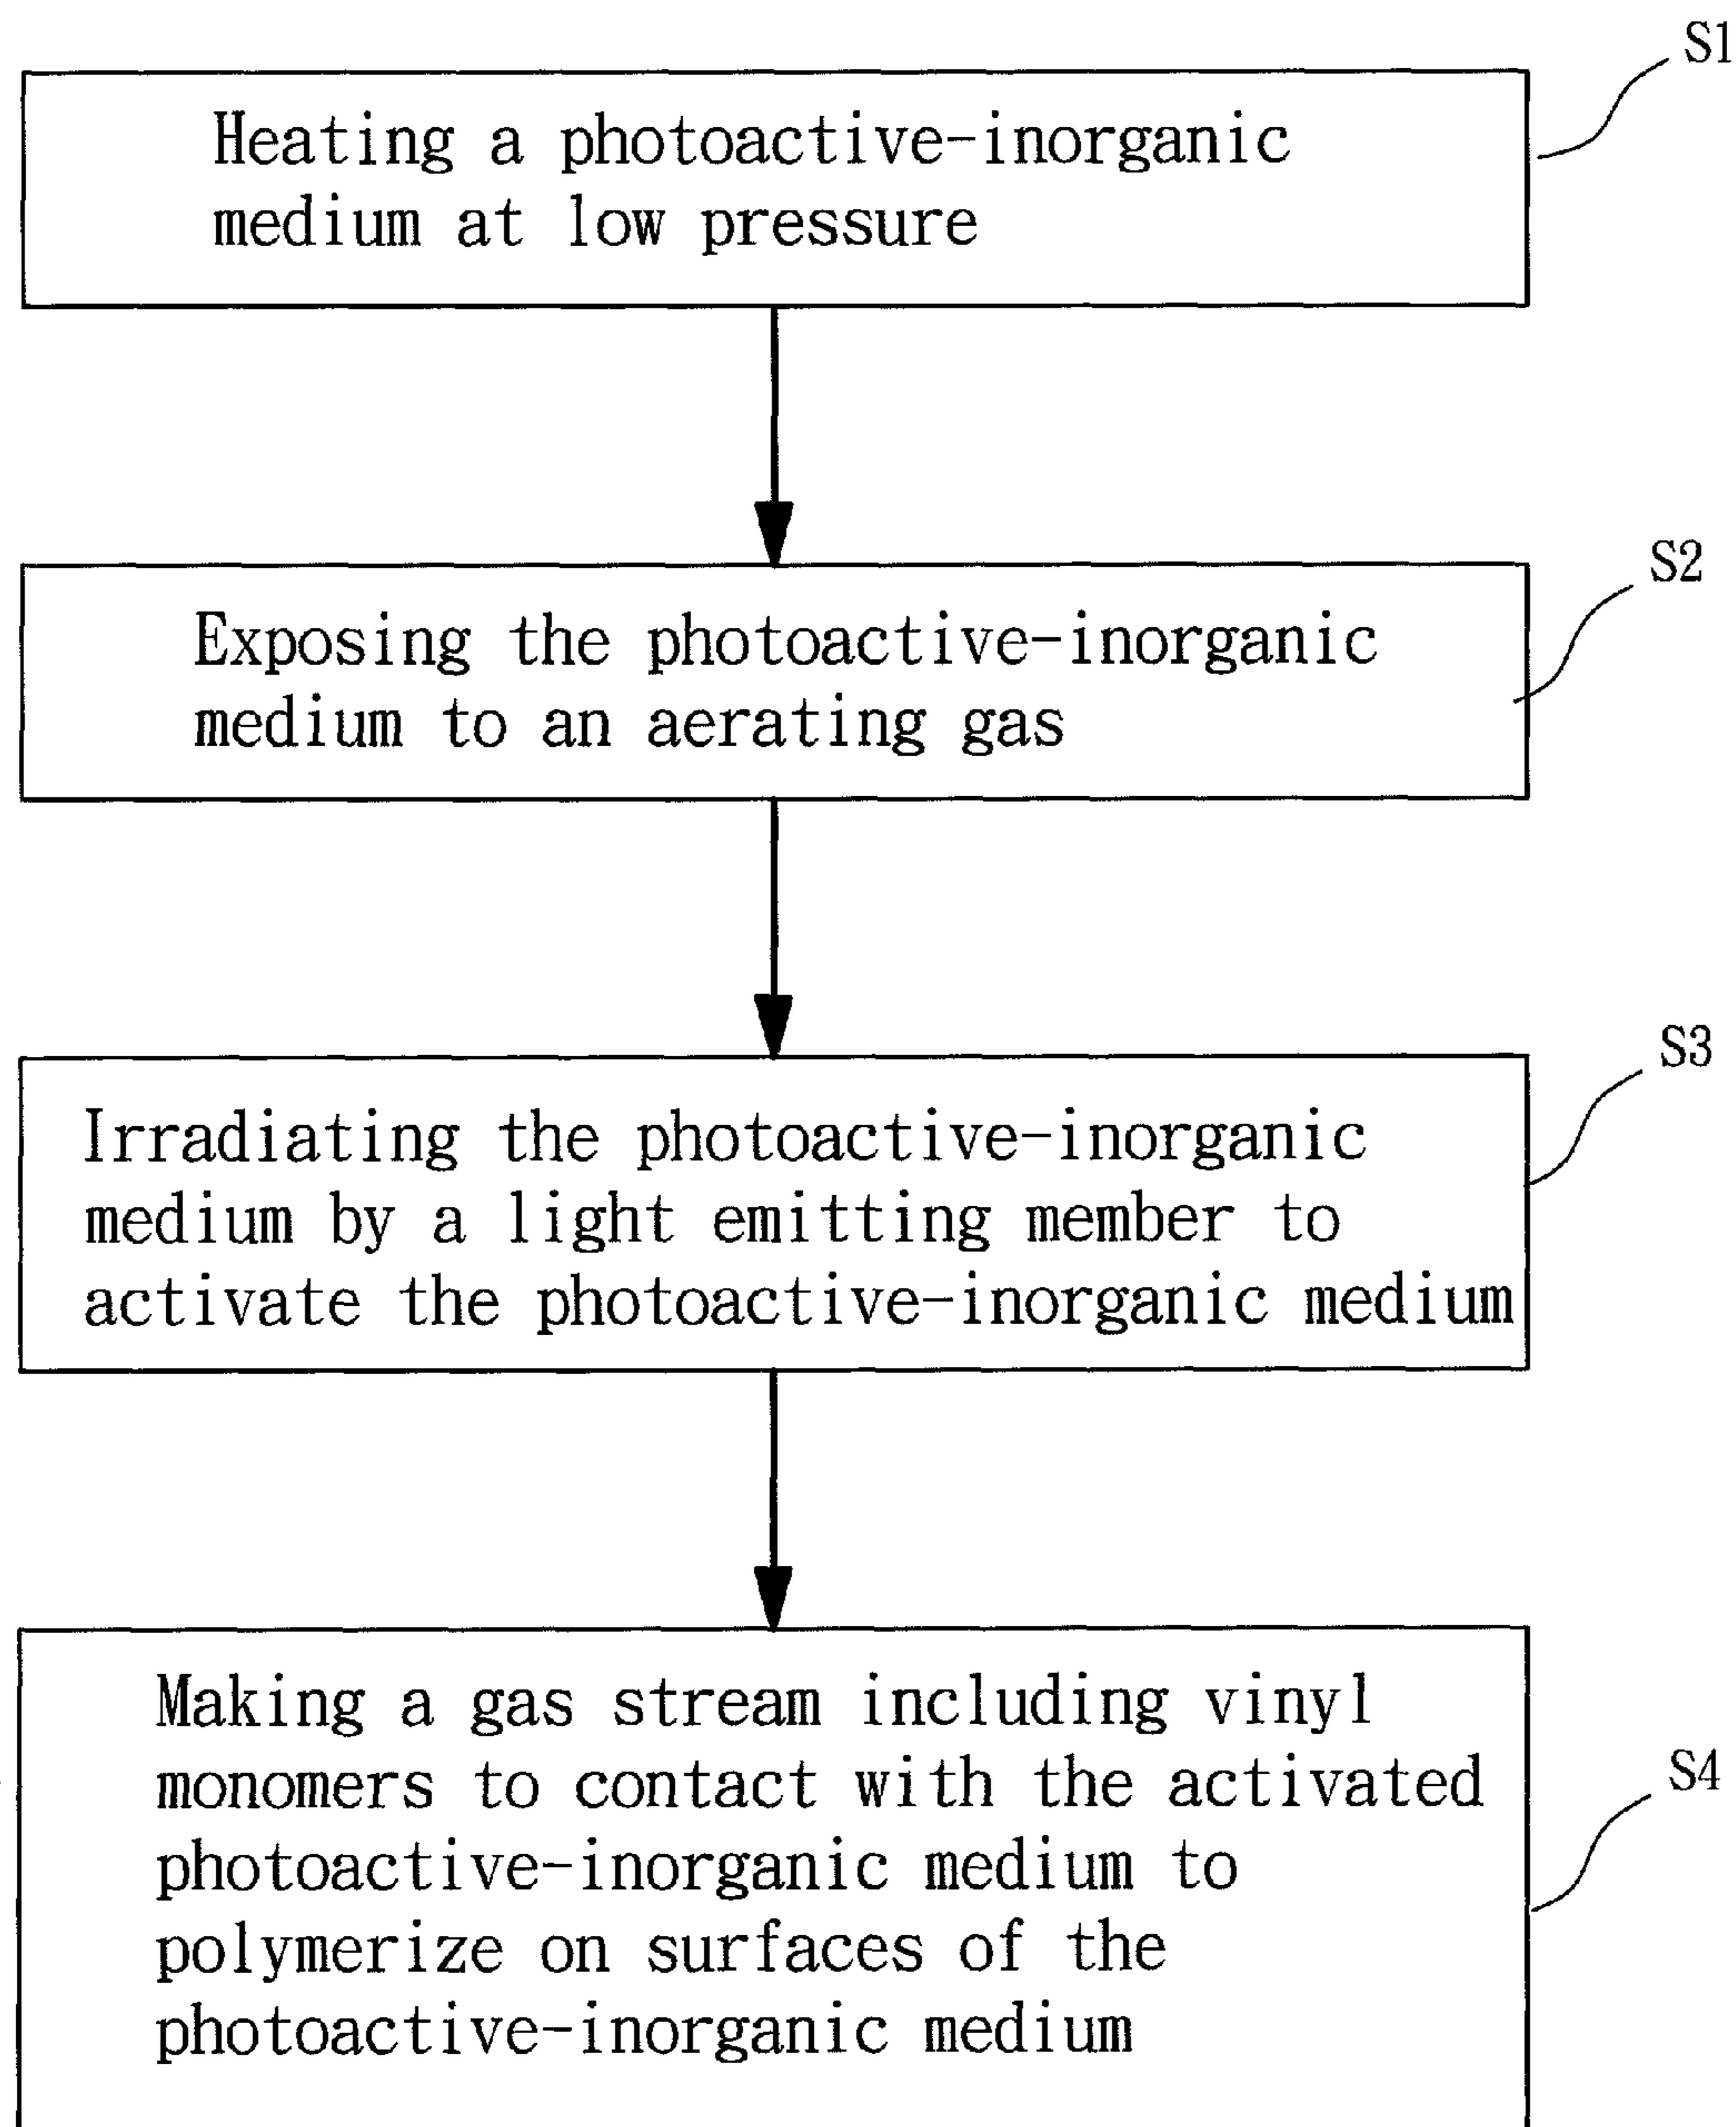 S1
Heating a photoactive-inorganic
medium at low pressure
S2
Exposing the photoactive-inorganic
medium to an aerating gas
S3
Irradiating the photoactive-inorganic
medium by a light emitting member to
activate the photoactive-inorganic medium
S4
Making a gas stream including vinyl
monomers to contact with the activated
photoactive-inorganic medium to
polymerize on surfaces of the
photoactive-inorganic medium